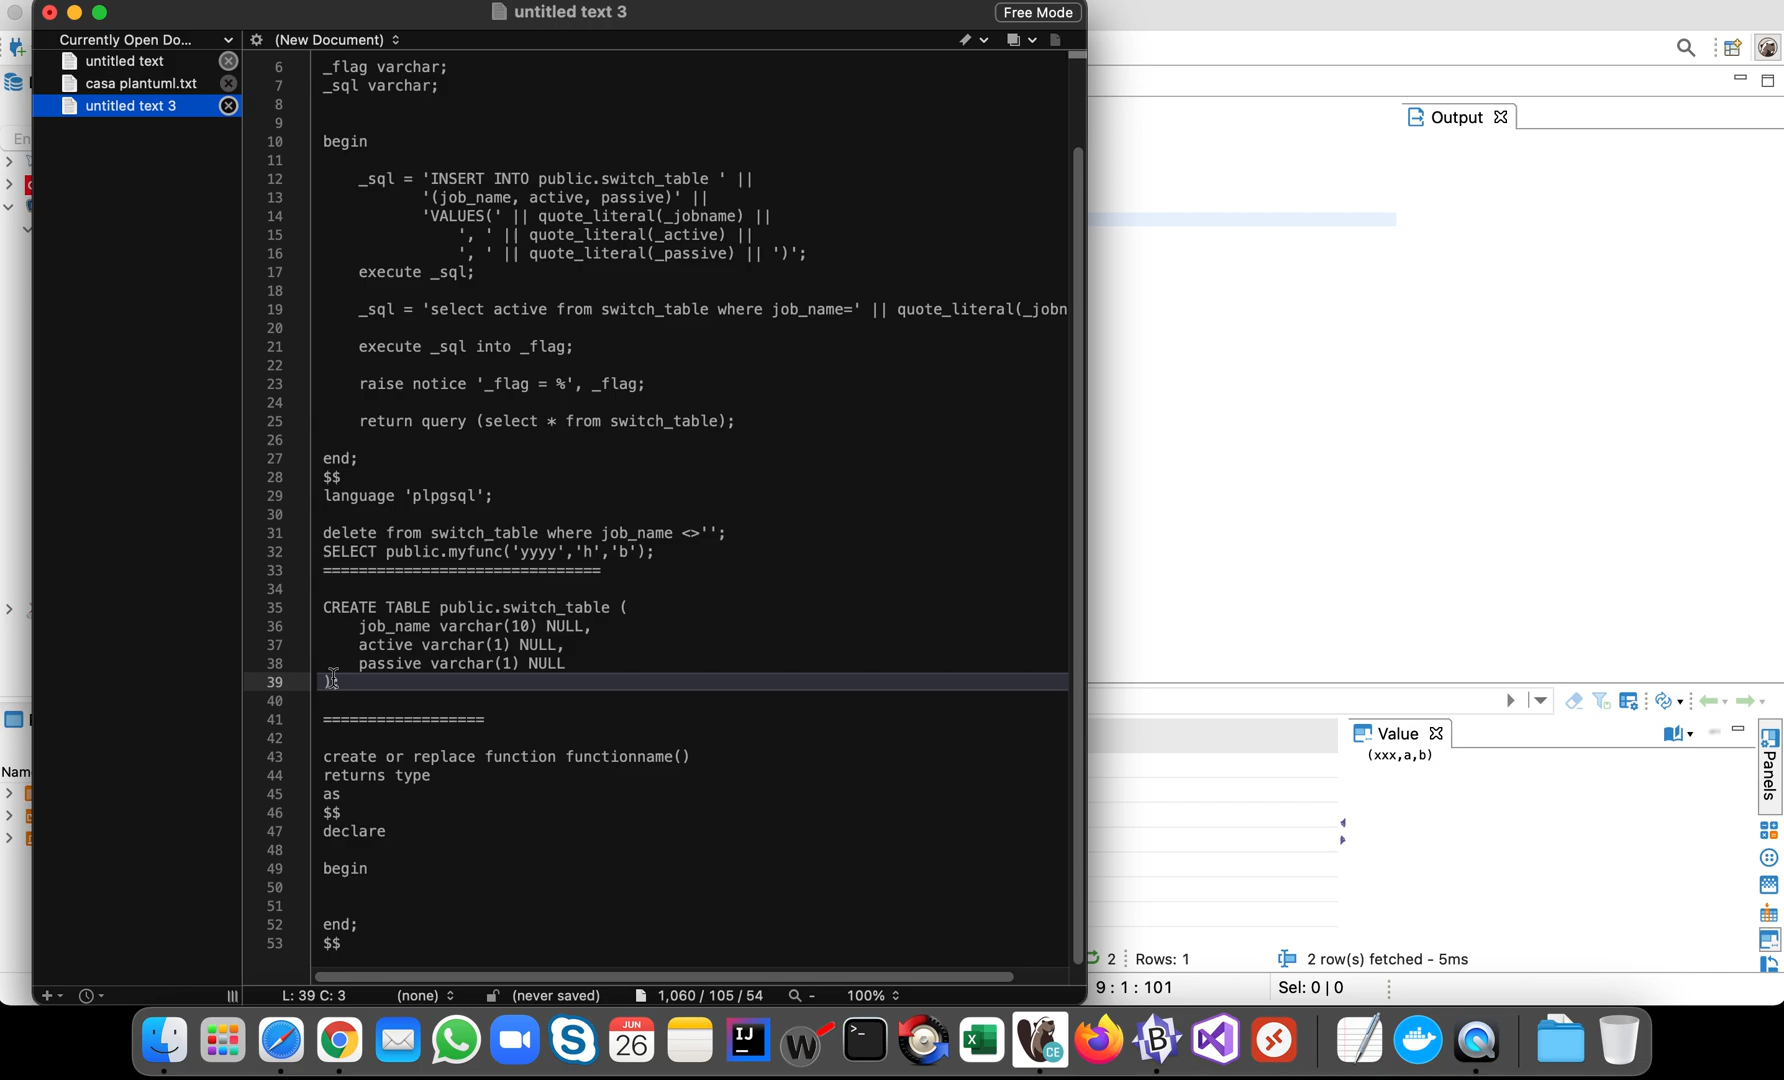 untitled text 3
Free Mode
Currently Open Do...
(New Document)
untitled text
casa plantuml.txt
untitled text 3
6 _flag varchar;
7 _sql varchar;
8
9
10 begin
11
12 _sql = 'INSERT INTO public.switch_table ' ||
13 '(job_name, active, passive)' ||
14 'VALUES(' || quote_literal(_jobname) ||
15 ', ' || quote_literal(_active) ||
16 ', ' || quote_literal(_passive) || ')';
17 execute _sql;
18
19 _sql = 'select active from switch_table where job_name=' || quote_literal(_jobn
20
21 execute _sql into _flag;
22
23 raise notice '_flag = %', _flag;
24
25 return query (select * from switch_table);
26
27 end;
28 $$
29 language 'plpgsql';
30
31 delete from switch_table where job_name <>'';
32 SELECT public.myfunc('yyyy','h','b');
33 ===============================
34
35 CREATE TABLE public.switch_table (
36 job_name varchar(10) NULL,
37 active varchar(1) NULL,
38 passive varchar(1) NULL
39 );
40
41 ==================
42
43 create or replace function functionname()
44 returns type
45 as
46 $$
47 declare
48
49 begin
50
51
52 end;
53 $$
L: 39 C: 3 (none) (never saved) 1,060 / 105 / 54 100%
Output
Value
(xxx,a,b)
Panels
En
Nam
2 Rows: 1 2 row(s) fetched - 5ms
9 : 1 : 101 Sel: 0 | 0
JUN
26
IJ
W
CE
B